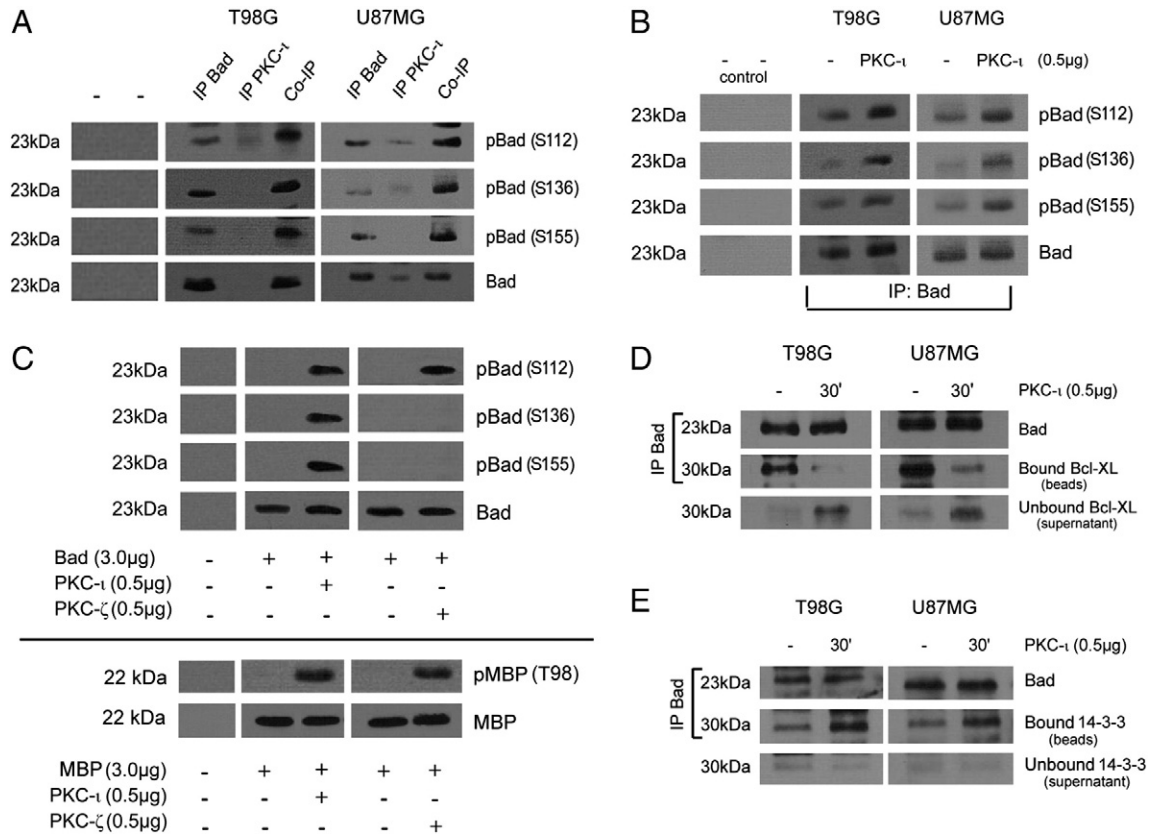 A
T98G
U87MG
IP Bad
IP PKC-ι
Co-IP
IP Bad
IP PKC-ι
Co-IP
- -
23kDa
pBad (S112)
23kDa
pBad (S136)
23kDa
pBad (S155)
23kDa
Bad
B
T98G
U87MG
- - - PKC-ι - PKC-ι (0.5µg)
control
23kDa
pBad (S112)
23kDa
pBad (S136)
23kDa
pBad (S155)
23kDa
Bad
IP: Bad
C
23kDa
pBad (S112)
23kDa
pBad (S136)
23kDa
pBad (S155)
23kDa
Bad
Bad (3.0µg) - + + + +
PKC-ι (0.5µg) - - + - -
PKC-ζ (0.5µg) - - - - +
22 kDa
pMBP (T98)
22 kDa
MBP
MBP (3.0µg) - + + + +
PKC-ι (0.5µg) - - + - -
PKC-ζ (0.5µg) - - - - +
D
T98G
U87MG
- 30' - 30' PKC-ι (0.5µg)
IP Bad
23kDa
Bad
30kDa
Bound Bcl-XL
(beads)
30kDa
Unbound Bcl-XL
(supernatant)
E
T98G
U87MG
- 30' - 30' PKC-ι (0.5µg)
IP Bad
23kDa
Bad
30kDa
Bound 14-3-3
(beads)
30kDa
Unbound 14-3-3
(supernatant)